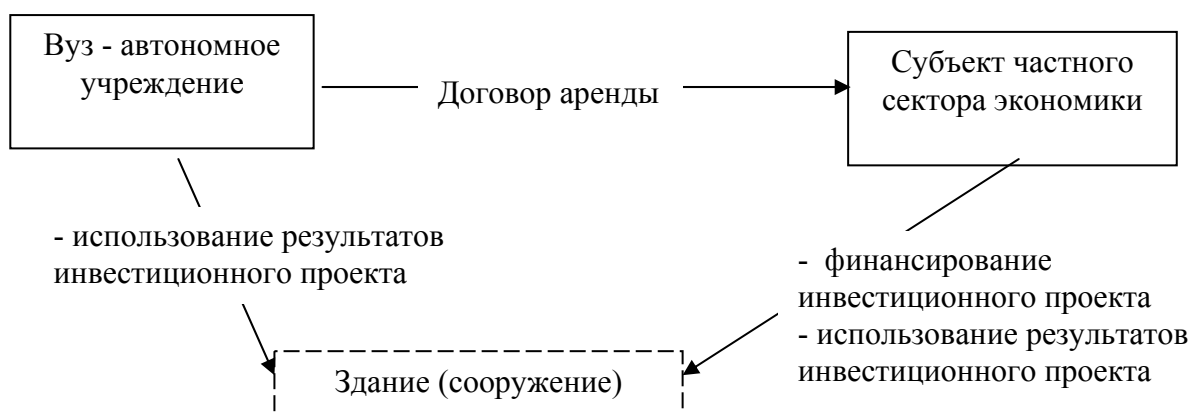 Вуз - автономное
учреждение
Договор аренды
Субъект частного
сектора экономики
- использование результатов
инвестиционного проекта
- финансирование
инвестиционного проекта
- использование результатов
инвестиционного проекта
Здание (сооружение)